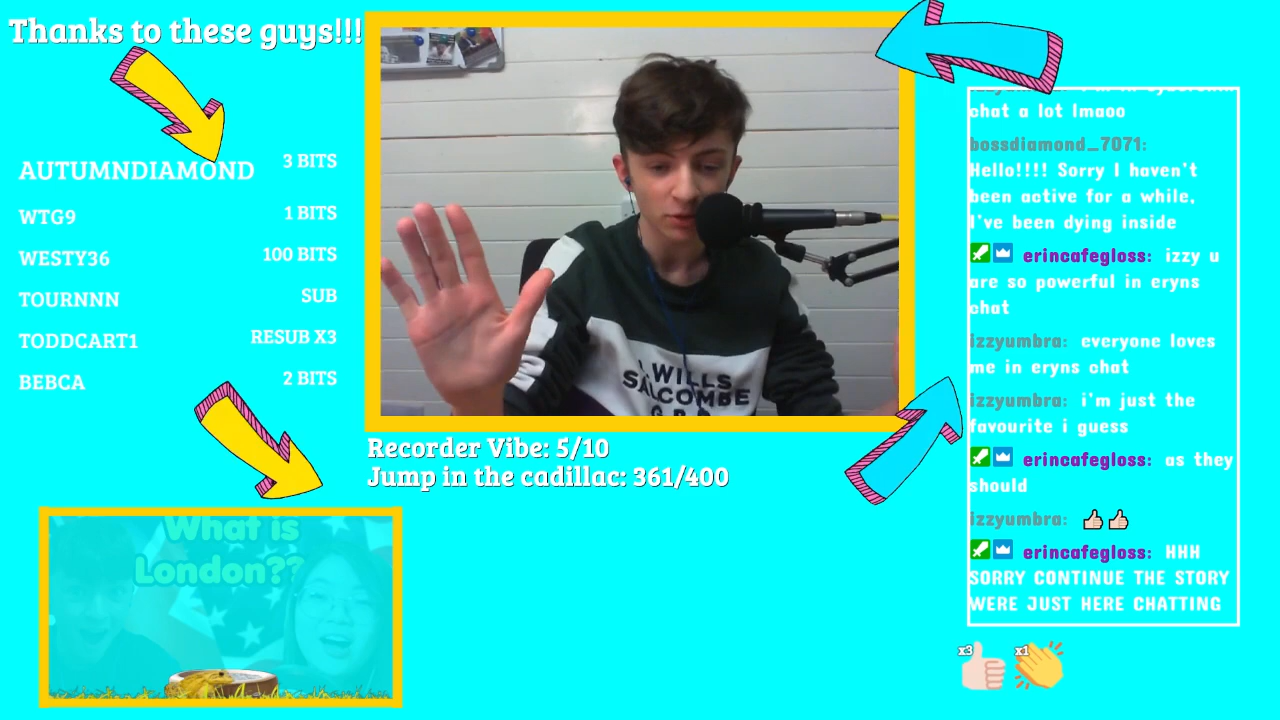 Thanks to these guys!!!
AUTUMNDIAMOND 3 BITS
WTG9 1 BITS
WESTY36 100 BITS
TOURNNN SUB
TODDCART1 RESUB X3
BEBCA 2 BITS
WILLS
SALCOMBE
Recorder Vibe: 5/10
Jump in the cadillac: 361/400
What is
London??
chat a lot lmaoo
bossdiamond_7071:
Hello!!!! Sorry I haven't
been active for a while,
I've been dying inside
erincafegloss: izzy u
are so powerful in eryns
chat
izzyumbra: everyone loves
me in eryns chat
izzyumbra: i'm just the
favourite i guess
erincafegloss: as they
should
izzyumbra: 👍🏻👍🏻
erincafegloss: HHH
SORRY CONTINUE THE STORY
WERE JUST HERE CHATTING
x3 x1